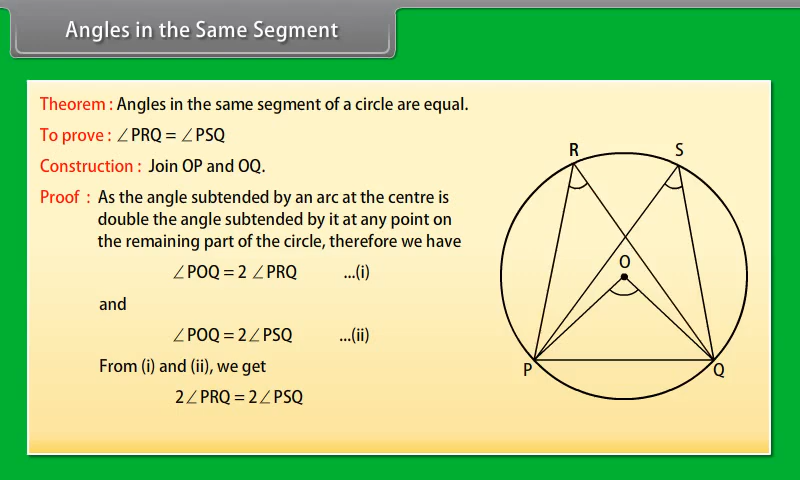 Angles in the Same Segment
Theorem : Angles in the same segment of a circle are equal.
To prove : ∠PRQ = ∠PSQ
Construction : Join OP and OQ.
Proof : As the angle subtended by an arc at the centre is
double the angle subtended by it at any point on
the remaining part of the circle, therefore we have
∠POQ = 2 ∠PRQ ...(i)
and
∠POQ = 2∠PSQ ...(ii)
From (i) and (ii), we get
2∠PRQ = 2∠PSQ
R S
O
P Q